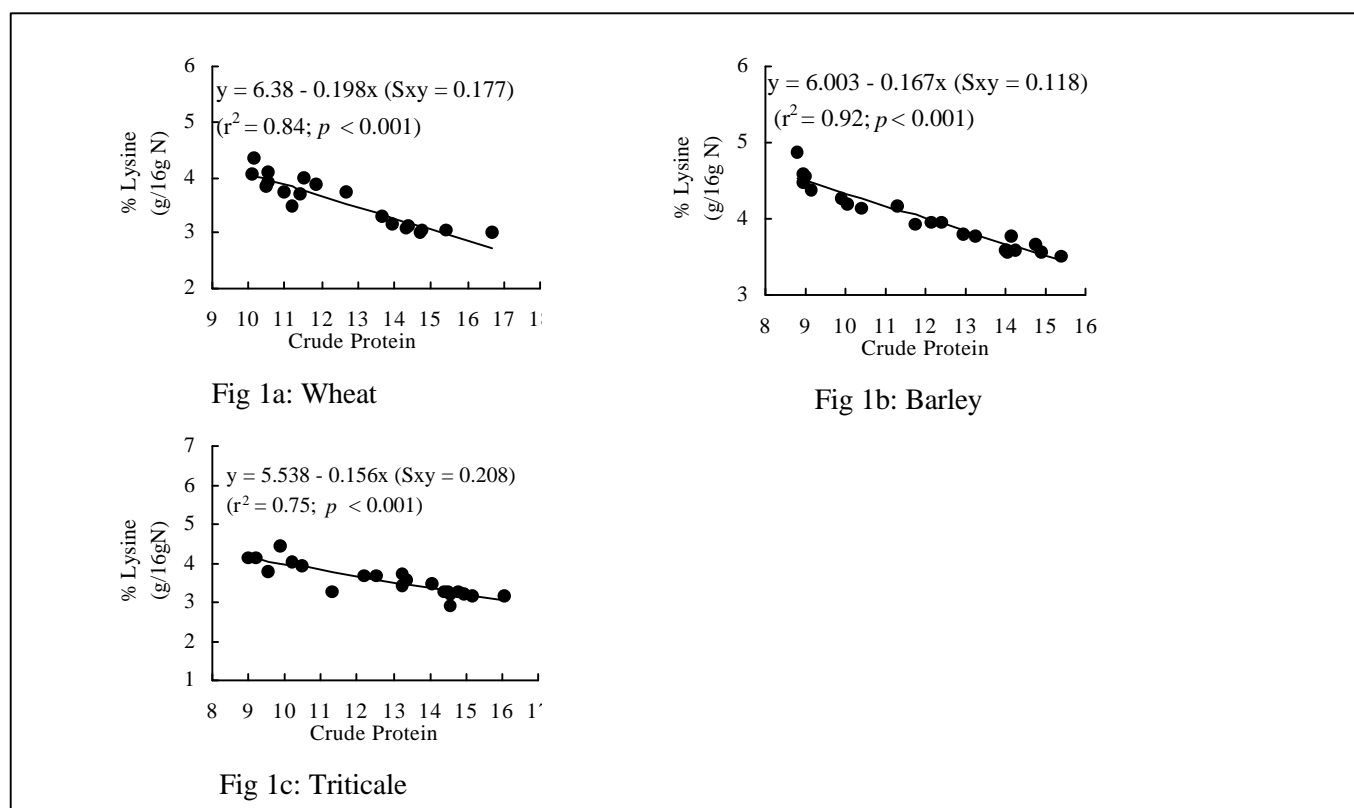 6
5
4
3
2
y = 6.38 - 0.198x (Sxy = 0.177)
(r² = 0.84; p < 0.001)
% Lysine
(g/16g N)
9 10 11 12 13 14 15 16 17 18
Crude Protein
Fig 1a: Wheat
6
5
4
3
y = 6.003 - 0.167x (Sxy = 0.118)
(r² = 0.92; p < 0.001)
% Lysine
(g/16g N)
8 9 10 11 12 13 14 15 16
Crude Protein
Fig 1b: Barley
7
6
5
4
3
2
1
y = 5.538 - 0.156x (Sxy = 0.208)
(r² = 0.75; p < 0.001)
% Lysine
(g/16gN)
8 9 10 11 12 13 14 15 16 17
Crude Protein
Fig 1c: Triticale